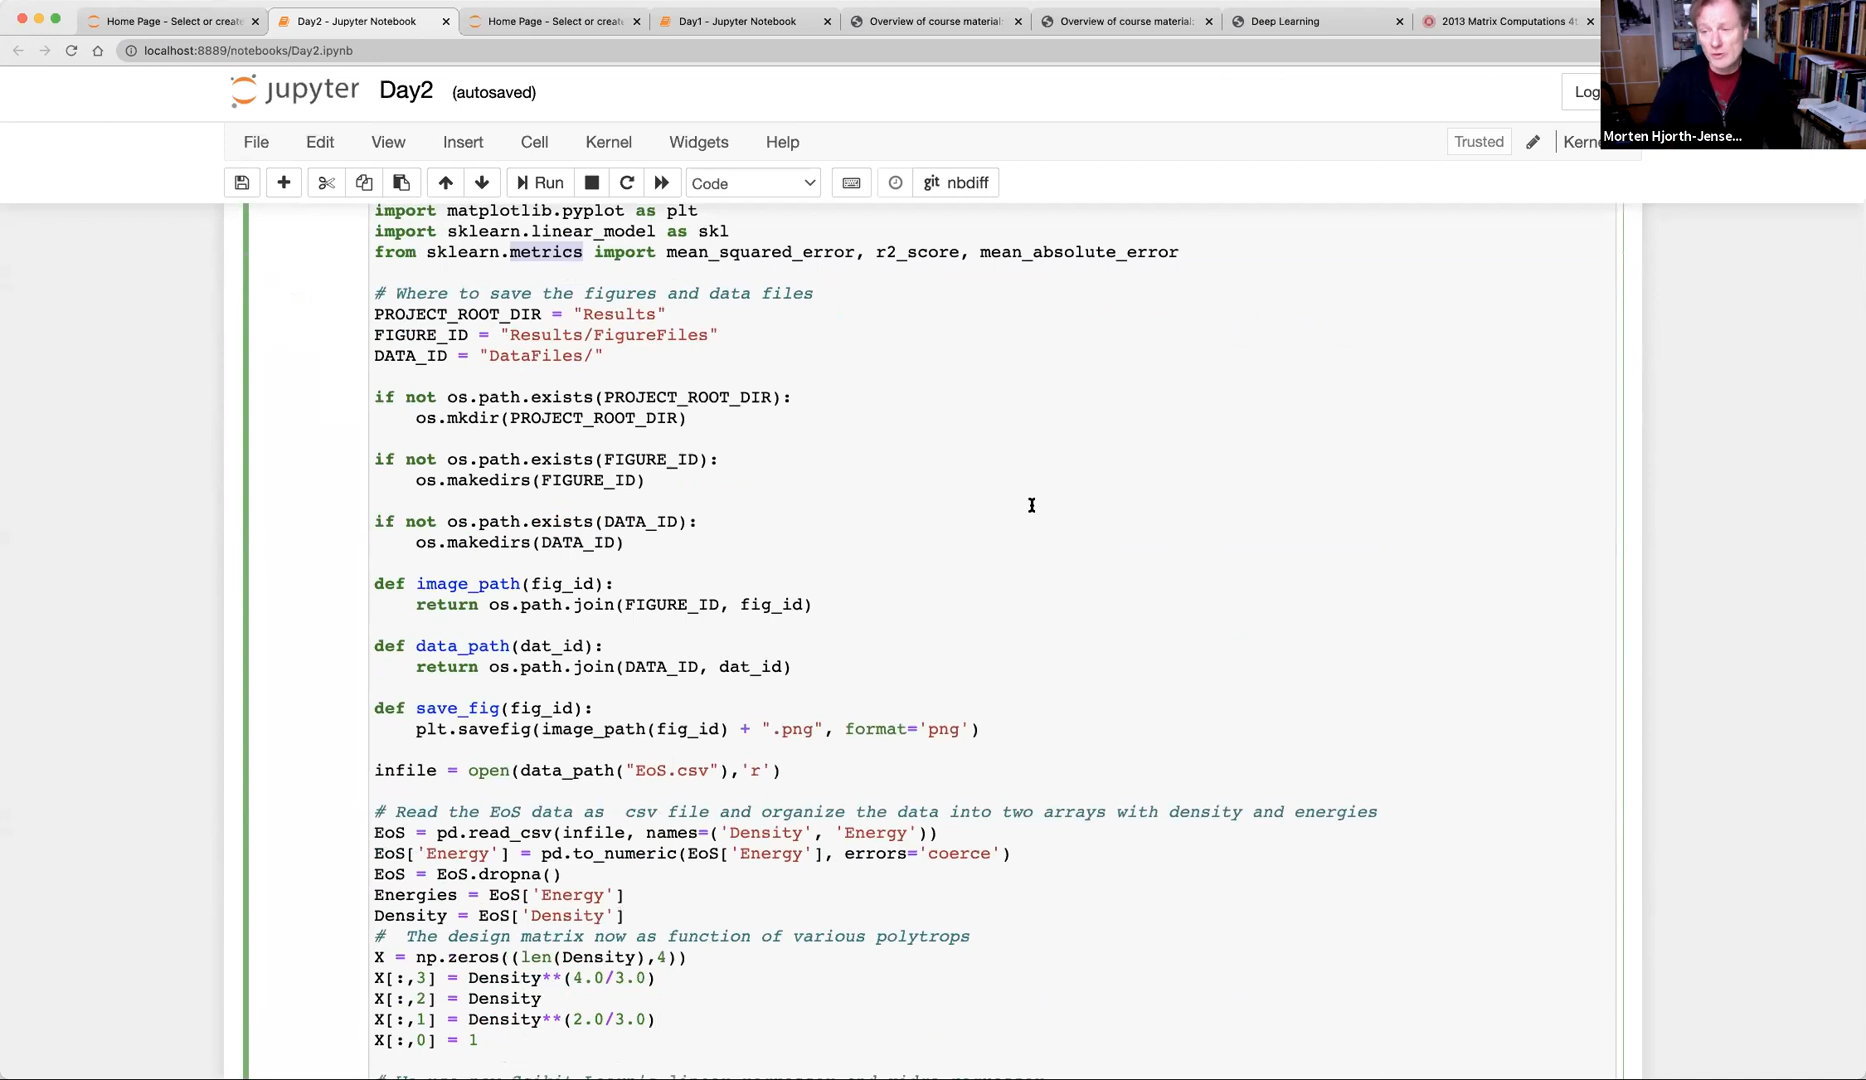 Home Page - Select or create
Day2 - Jupyter Notebook
Home Page - Select or create
Day1 - Jupyter Notebook
Overview of course material:
Overview of course material:
Deep Learning
2013 Matrix Computations 4t
localhost:8889/notebooks/Day2.ipynb
jupyter Day2 (autosaved)
Log
Morten Hjorth-Jense...
File Edit View Insert Cell Kernel Widgets Help
Trusted
Kerne
Run
Code
git nbdiff
import matplotlib.pyplot as plt
import sklearn.linear_model as skl
from sklearn.metrics import mean_squared_error, r2_score, mean_absolute_error
# Where to save the figures and data files
PROJECT_ROOT_DIR = "Results"
FIGURE_ID = "Results/FigureFiles"
DATA_ID = "DataFiles/"
if not os.path.exists(PROJECT_ROOT_DIR):
    os.mkdir(PROJECT_ROOT_DIR)
if not os.path.exists(FIGURE_ID):
    os.makedirs(FIGURE_ID)
if not os.path.exists(DATA_ID):
    os.makedirs(DATA_ID)
def image_path(fig_id):
    return os.path.join(FIGURE_ID, fig_id)
def data_path(dat_id):
    return os.path.join(DATA_ID, dat_id)
def save_fig(fig_id):
    plt.savefig(image_path(fig_id) + ".png", format='png')
infile = open(data_path("EoS.csv"),'r')
# Read the EoS data as  csv file and organize the data into two arrays with density and energies
EoS = pd.read_csv(infile, names=('Density', 'Energy'))
EoS['Energy'] = pd.to_numeric(EoS['Energy'], errors='coerce')
EoS = EoS.dropna()
Energies = EoS['Energy']
Density = EoS['Density']
#  The design matrix now as function of various polytrops
X = np.zeros((len(Density),4))
X[:,3] = Density**(4.0/3.0)
X[:,2] = Density
X[:,1] = Density**(2.0/3.0)
X[:,0] = 1